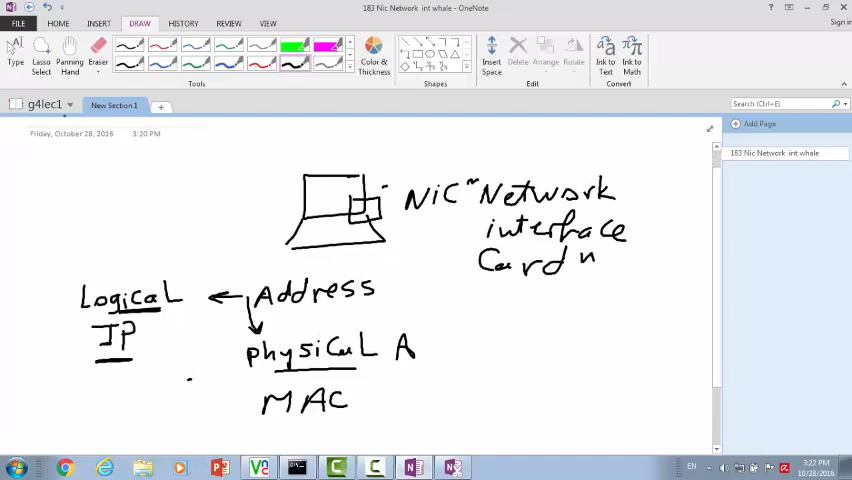 183 Nic Network int whale - OneNote
FILE HOME INSERT DRAW HISTORY REVIEW VIEW
Sign in
Type
Lasso Select
Panning Hand
Eraser
Color & Thickness
Insert Space
Delete
Arrange
Rotate
Ink to Text
Ink to Math
Tools
Shapes
Edit
Convert
g4lec1
New Section 1
Search (Ctrl+E)
Friday, October 28, 2016 3:20 PM
Add Page
183 Nic Network int whale
NiC "Network
interface
Card"
LogicaL
Address
IP
physicaL A
MAC
EN
3:22 PM
10/28/2016